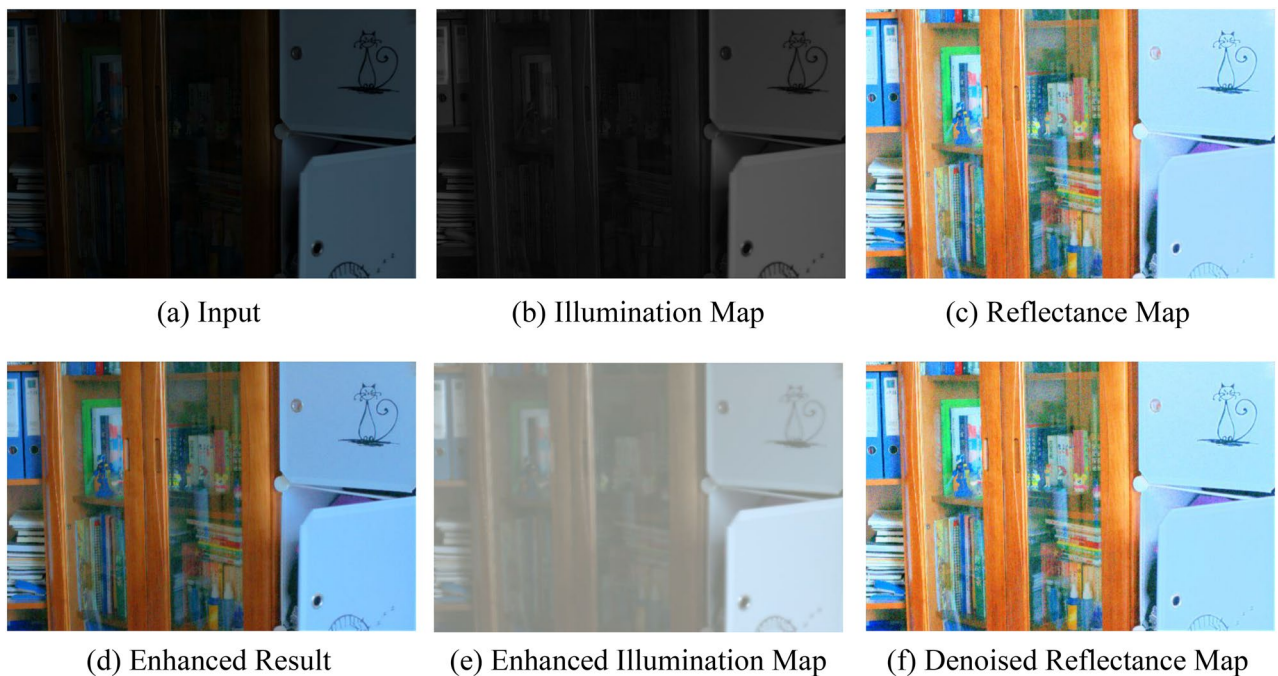 (a) Input
(b) Illumination Map
(c) Reflectance Map
(d) Enhanced Result
(e) Enhanced Illumination Map
(f) Denoised Reflectance Map